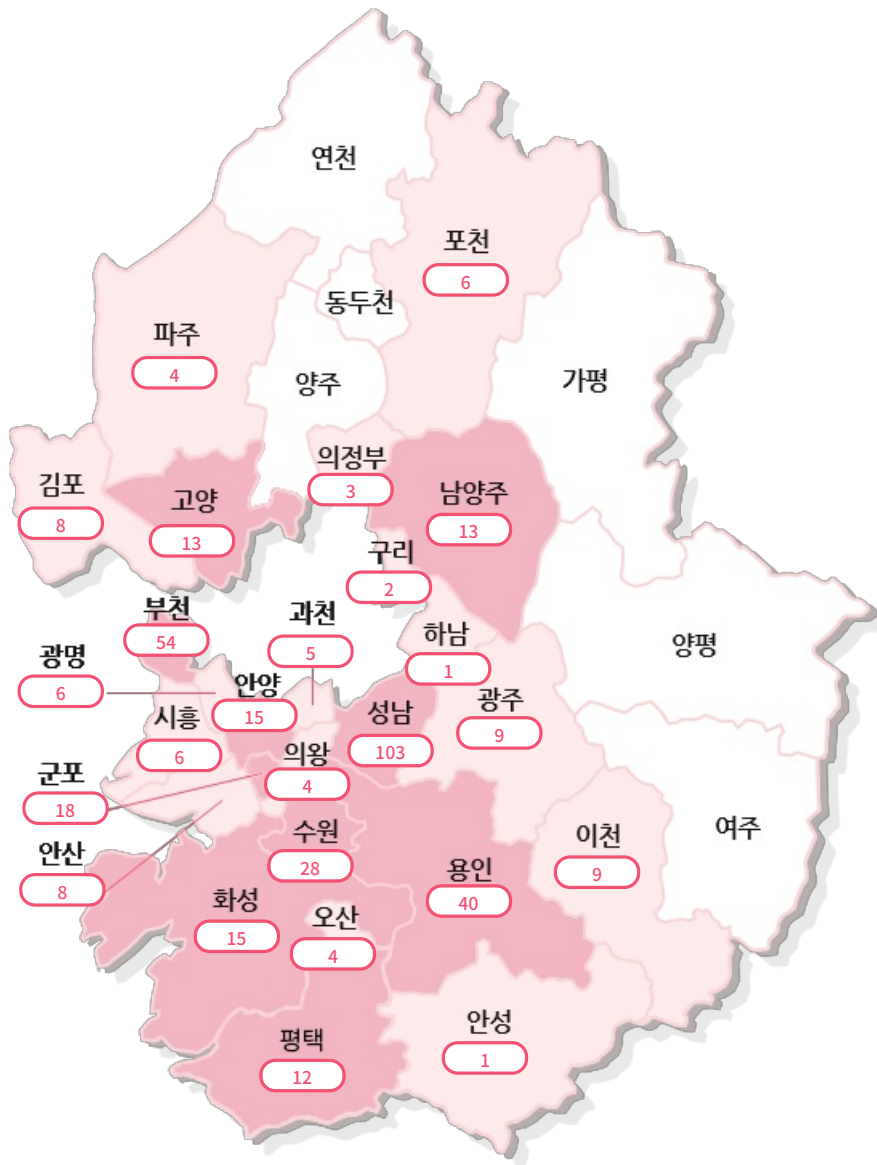 연천
포천
6
동두천
파주
4
양주
가평
의정부
3
김포
8
고양
13
남양주
13
구리
2
부천
54
과천
5
하남
1
양평
광명
6
안양
15
시흥
6
성남
103
광주
9
의왕
4
군포
18
수원
28
여주
이천
9
안산
8
용인
40
화성
15
오산
4
안성
1
평택
12